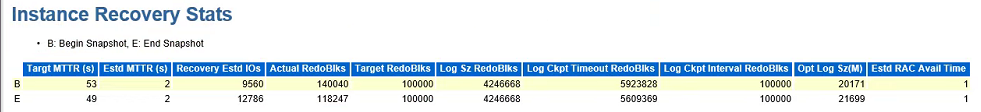 Instance Recovery Stats
• B: Begin Snapshot, E: End Snapshot
Targt MTTR (s) Estd MTTR (s) Recovery Estd IOs Actual RedoBlks Target RedoBlks Log Sz RedoBlks Log Ckpt Timeout RedoBlks Log Ckpt Interval RedoBlks Opt Log Sz(M) Estd RAC Avail Time
B 53 2 9560 140040 100000 4246668 5923828 100000 20171 1
E 49 2 12786 118247 100000 4246668 5609369 100000 21699 1